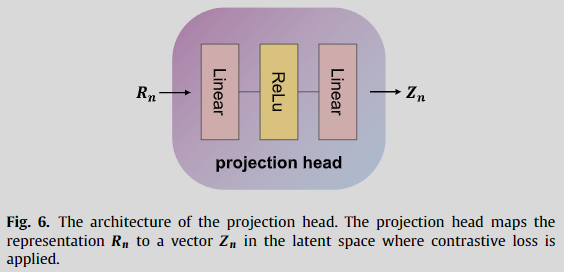 Rn
Linear
ReLu
Linear
Zn
projection head
Fig. 6. The architecture of the projection head. The projection head maps the
representation Rn to a vector Zn in the latent space where contrastive loss is
applied.